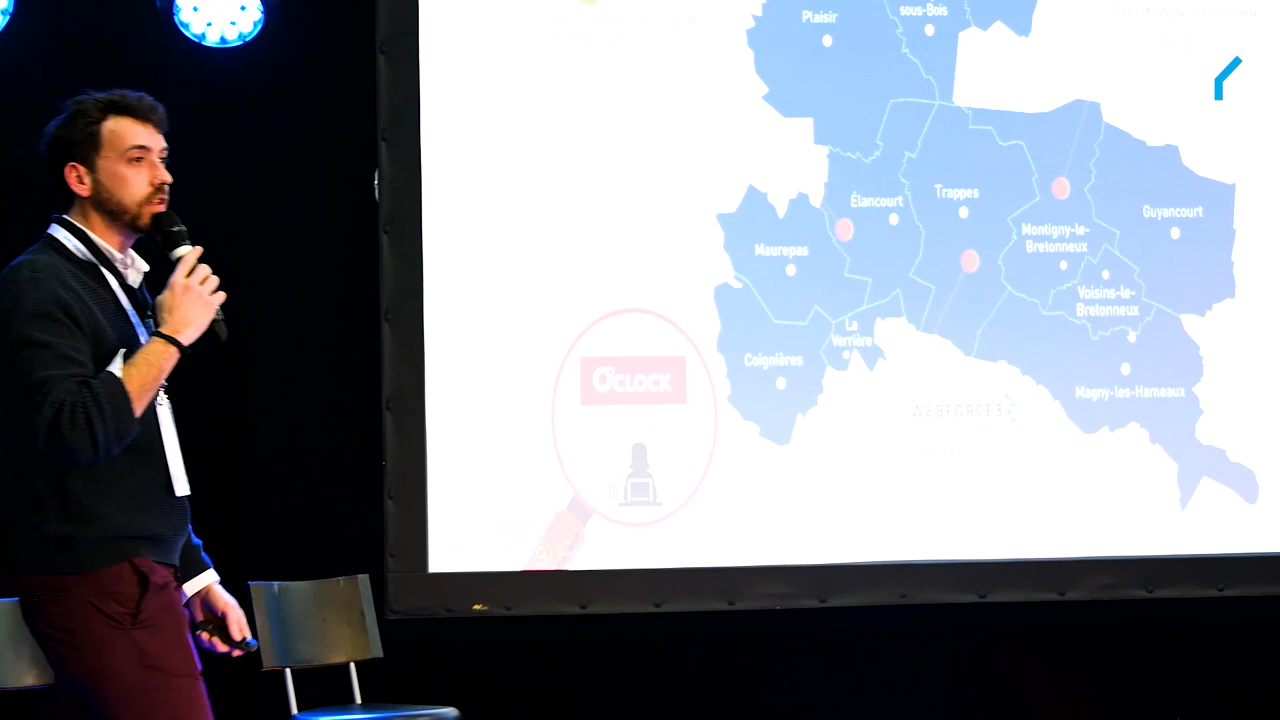 Plaisir
sous-Bois
Élancourt
Trappes
Guyancourt
Montigny-le-
Bretonneux
Maurepas
Voisins-le-
Bretonneux
La
Verrière
Coignières
Magny-les-Hameaux
O'CLOCK
WEBFORCE3